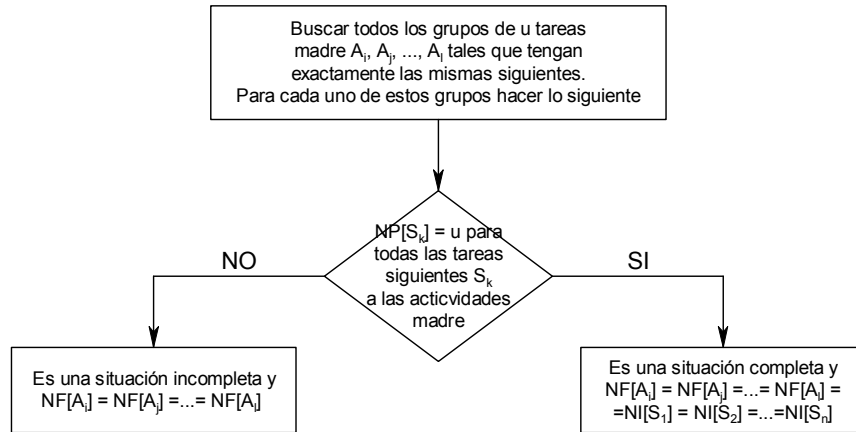 Buscar todos los grupos de u tareas
madre Ai, Aj, ..., Al tales que tengan
exactamente las mismas siguientes.
Para cada uno de estos grupos hacer lo siguiente
NP[Sk] = u para
todas las tareas
siguientes Sk
a las acticvidades
madre
NO
SI
Es una situación incompleta y
NF[Ai] = NF[Aj] =...= NF[Al]
Es una situación completa y
NF[Ai] = NF[Aj] =...= NF[Al] =
=NI[S1] = NI[S2] =...=NI[Sn]